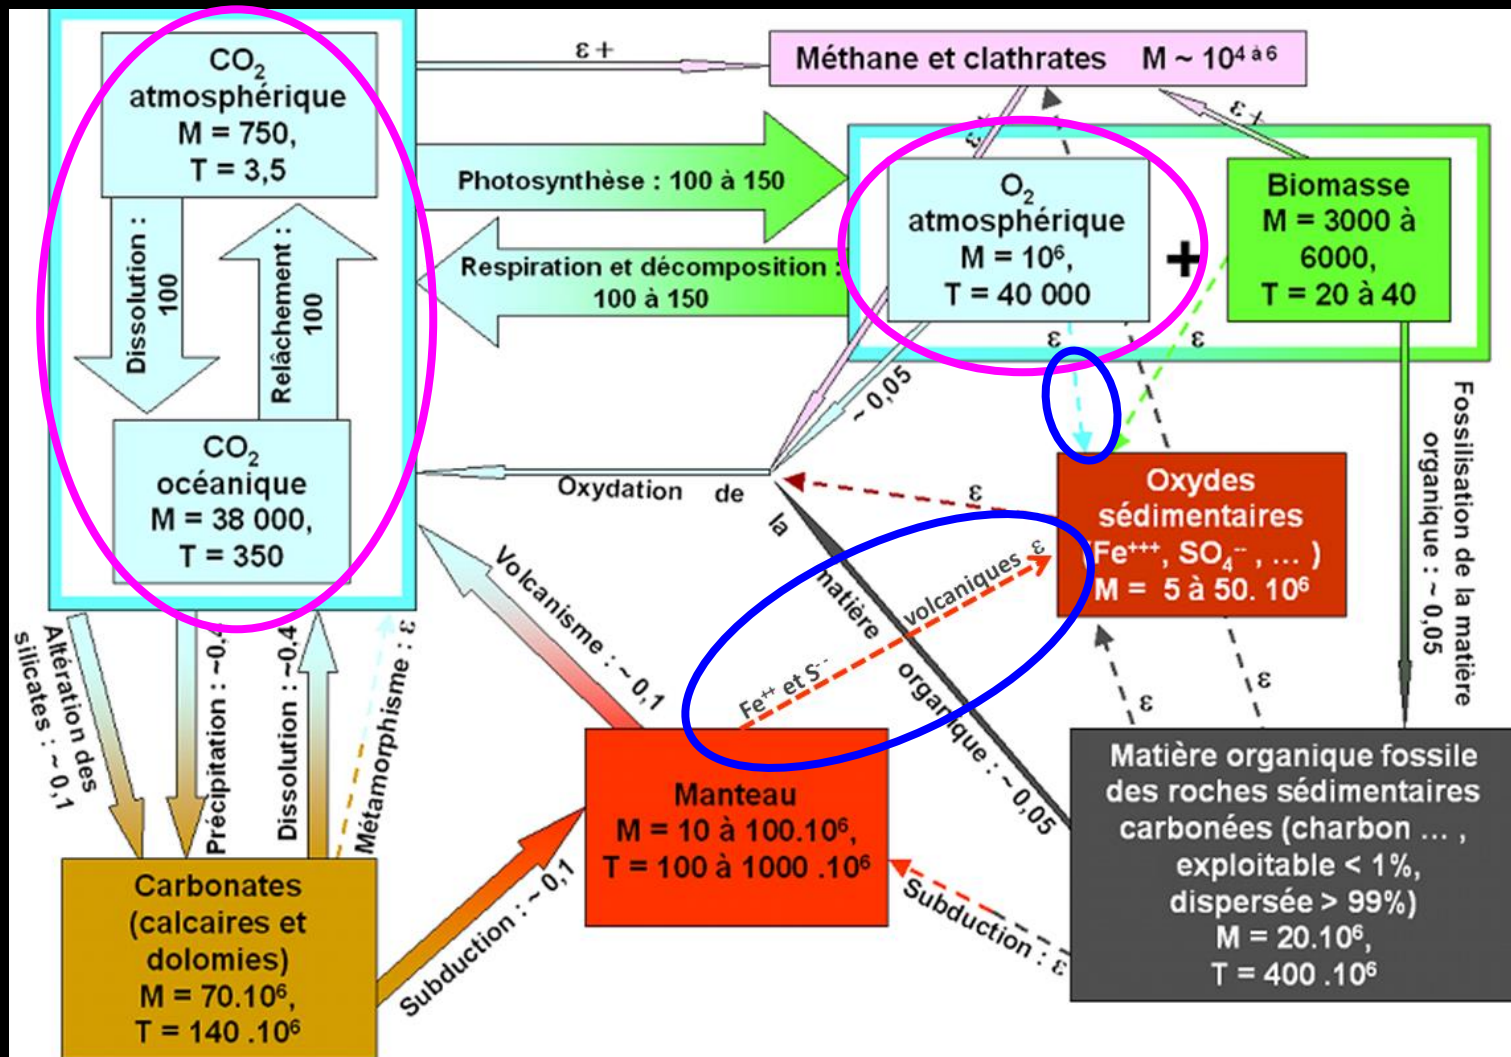 CO₂
atmosphérique
M = 750,
T = 3,5
Dissolution :
100
Relâchement :
100
CO₂
océanique
M = 38 000,
T = 350
ε +
Méthane et clathrates M ~ 10⁴ ᵃ̀ ⁶
ε +
ε +
Photosynthèse : 100 à 150
Respiration et décomposition :
100 à 150
O₂
atmosphérique
M = 10⁶,
T = 40 000
+
Biomasse
M = 3000 à
6000,
T = 20 à 40
ε
ε
~ 0,05
Fossilisation de la matière
organique : ~ 0,05
Oxydation de
la
matière
organique : ~ 0,05
ε
Oxydes
sédimentaires
(Fe⁺⁺⁺, SO₄⁻⁻, … )
M = 5 à 50. 10⁶
Volcanisme : ~ 0,1
Fe⁺⁺ et S⁻⁻
volcaniques ε
ε
ε
Altération des
silicates : ~ 0,1
Précipitation : ~0,4
Dissolution : ~0,4
Métamorphisme : ε
Manteau
M = 10 à 100.10⁶,
T = 100 à 1000 .10⁶
Subduction : ~ 0,1
Subduction : ε
Carbonates
(calcaires et
dolomies)
M = 70.10⁶,
T = 140 .10⁶
Matière organique fossile
des roches sédimentaires
carbonées (charbon … ,
exploitable < 1%,
dispersée > 99%)
M = 20.10⁶,
T = 400 .10⁶